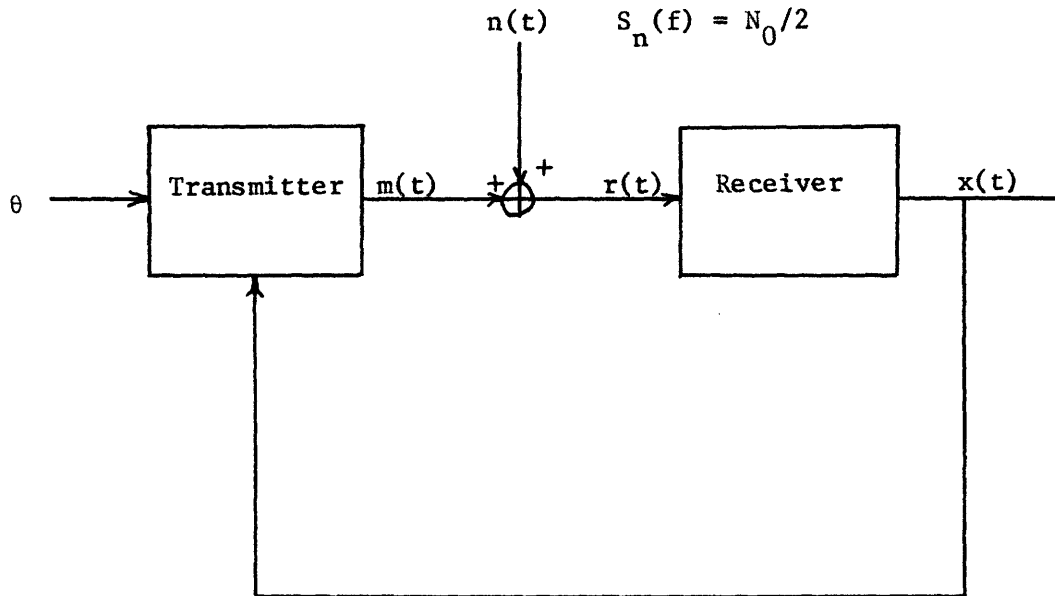 n(t) S_n(f) = N_0/2
θ Transmitter m(t) + + r(t) Receiver x(t)